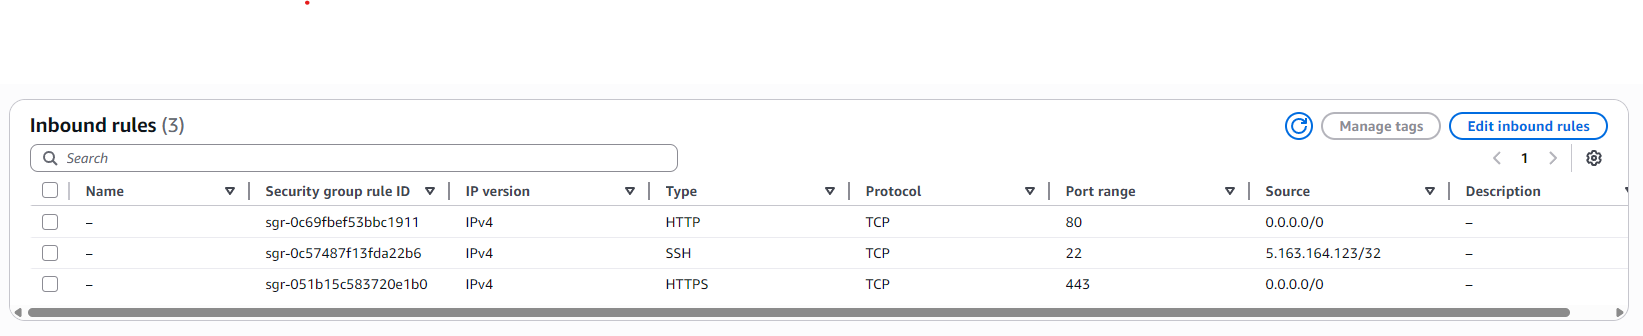 Inbound rules (3)
Manage tags
Edit inbound rules
Search
1
Name Security group rule ID IP version Type Protocol Port range Source Description
– sgr-0c69fbef53bbc1911 IPv4 HTTP TCP 80 0.0.0.0/0 –
– sgr-0c57487f13fda22b6 IPv4 SSH TCP 22 5.163.164.123/32 –
– sgr-051b15c583720e1b0 IPv4 HTTPS TCP 443 0.0.0.0/0 –